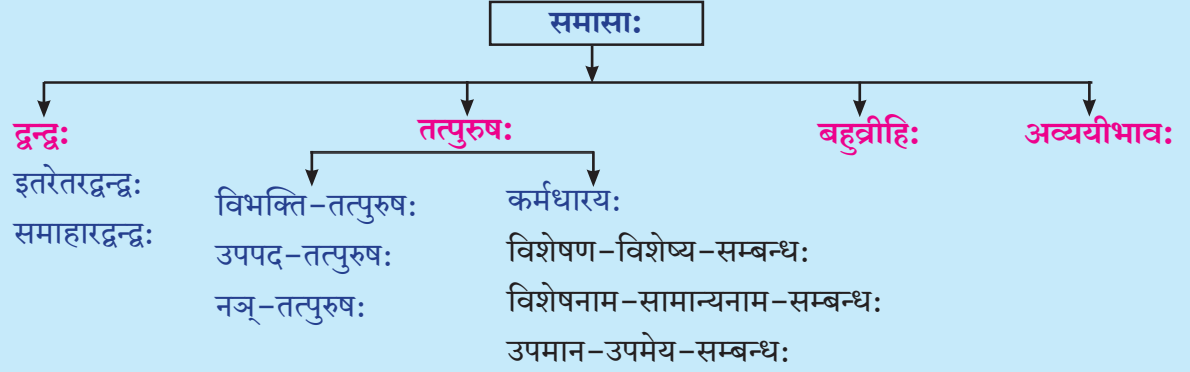 समासाः
द्वन्द्वः
तत्पुरुषः
बहुव्रीहिः
अव्ययीभावः
इतरेतरद्वन्द्वः
समाहारद्वन्द्वः
विभक्ति-तत्पुरुषः
उपपद-तत्पुरुषः
नञ्-तत्पुरुषः
कर्मधारयः
विशेषण-विशेष्य-सम्बन्धः
विशेषनाम-सामान्यनाम-सम्बन्धः
उपमान-उपमेय-सम्बन्धः